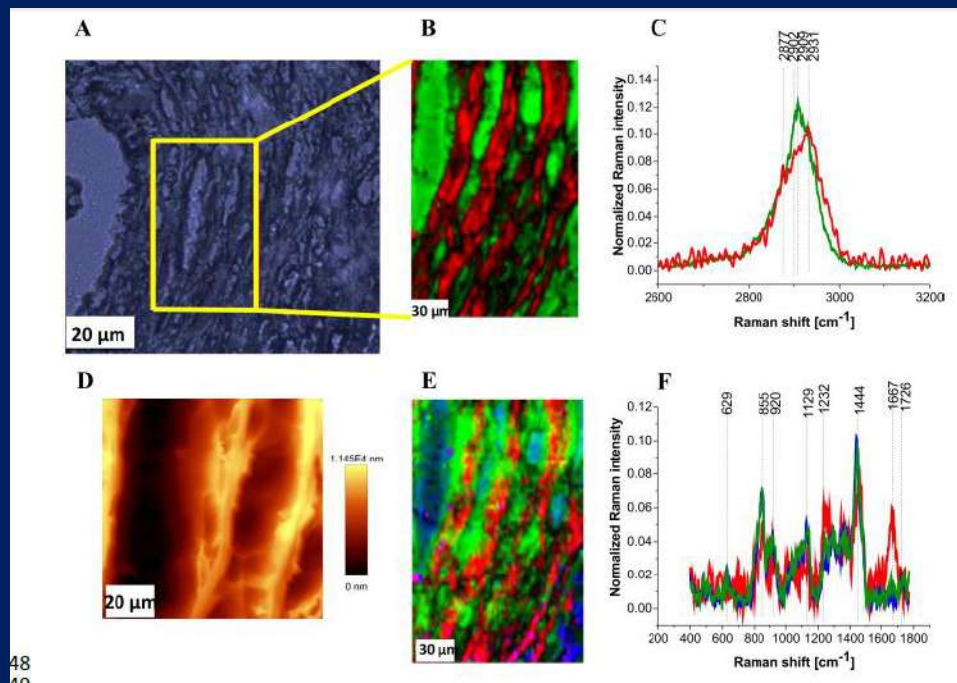 A
20 µm
B
30 µm
C
2877
2902
2909
2931
Normalized Raman intensity
0.14
0.12
0.10
0.08
0.06
0.04
0.02
0.00
2600
2800
3000
3200
Raman shift [cm⁻¹]
D
20 µm
1.145E4 nm
0 nm
E
30 µm
F
629
855
920
1129
1232
1444
1667
1726
Normalized Raman intensity
0.12
0.10
0.08
0.06
0.04
0.02
0.00
200
400
600
800
1000
1200
1400
1600
1800
Raman shift [cm⁻¹]
48